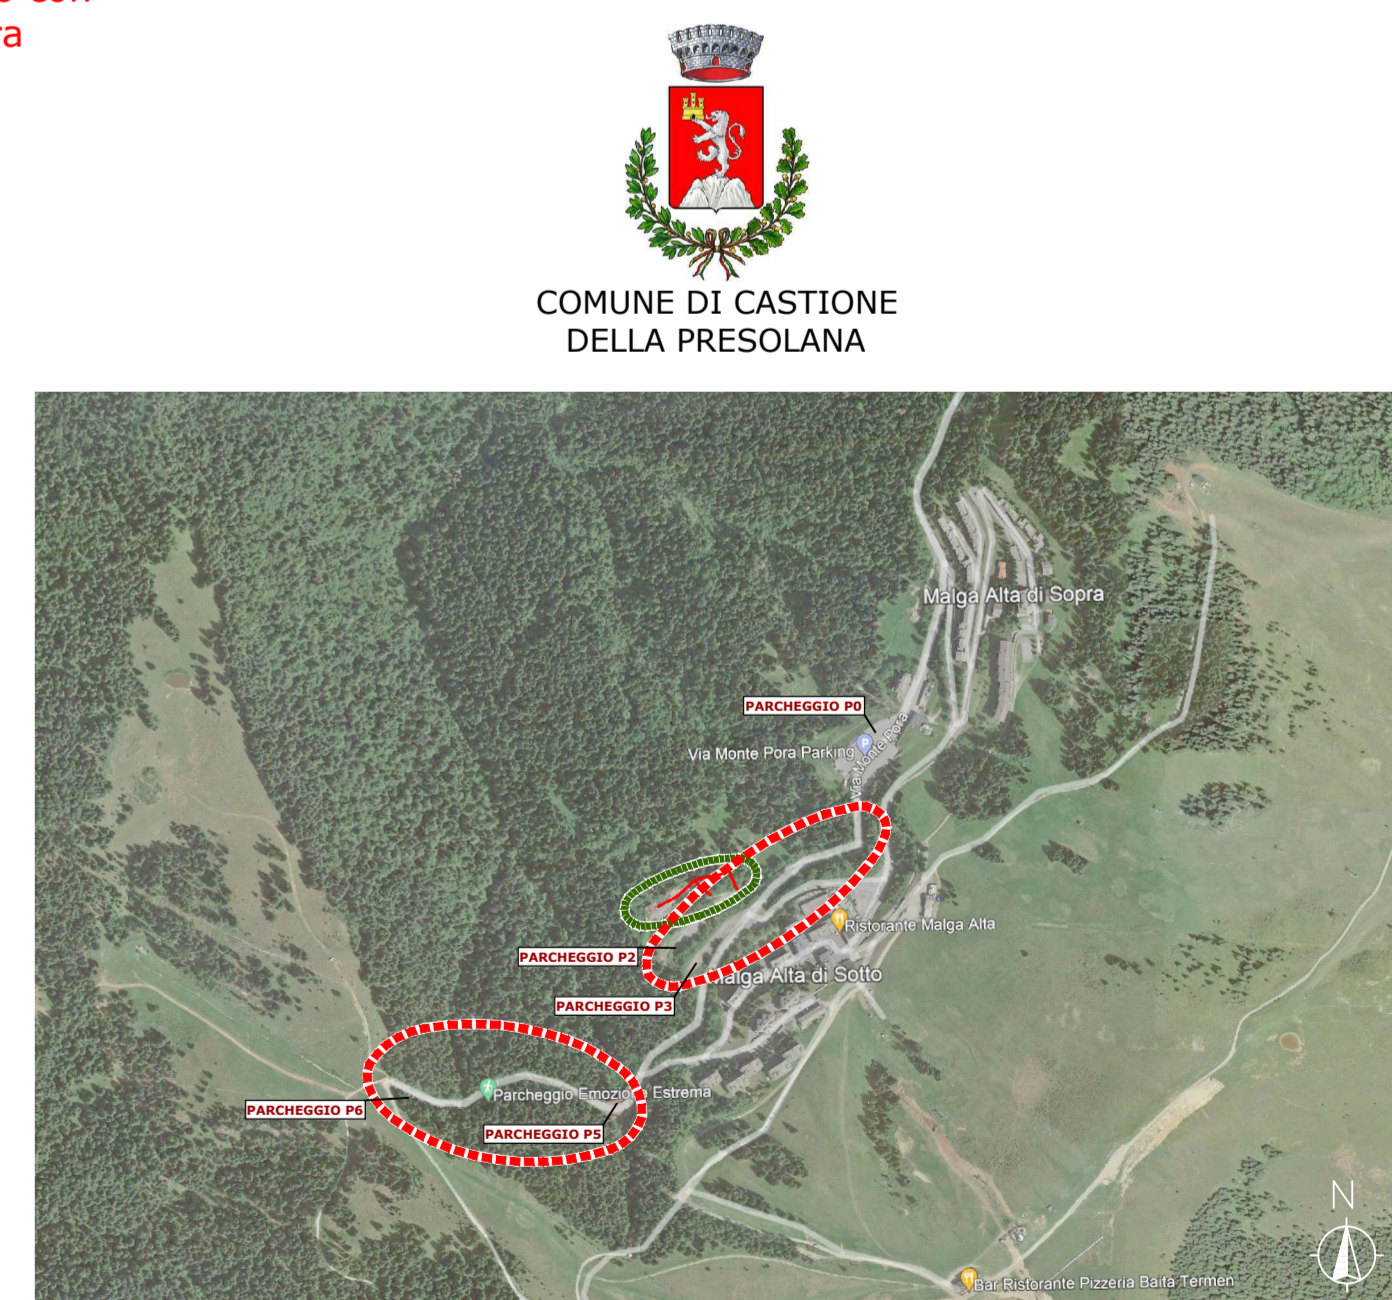 ra
COMUNE DI CASTIONE
DELLA PRESOLANA
Malga Alta di Sopra
PARCHEGGIO P0
Via Monte Pora Parking
P
Via Monte Pora
Ristorante Malga Alta
PARCHEGGIO P2
Malga Alta di Sotto
PARCHEGGIO P3
Parcheggio Emozione Estrema
PARCHEGGIO P6
PARCHEGGIO P5
N
Bar Ristorante Pizzeria Baita Termen